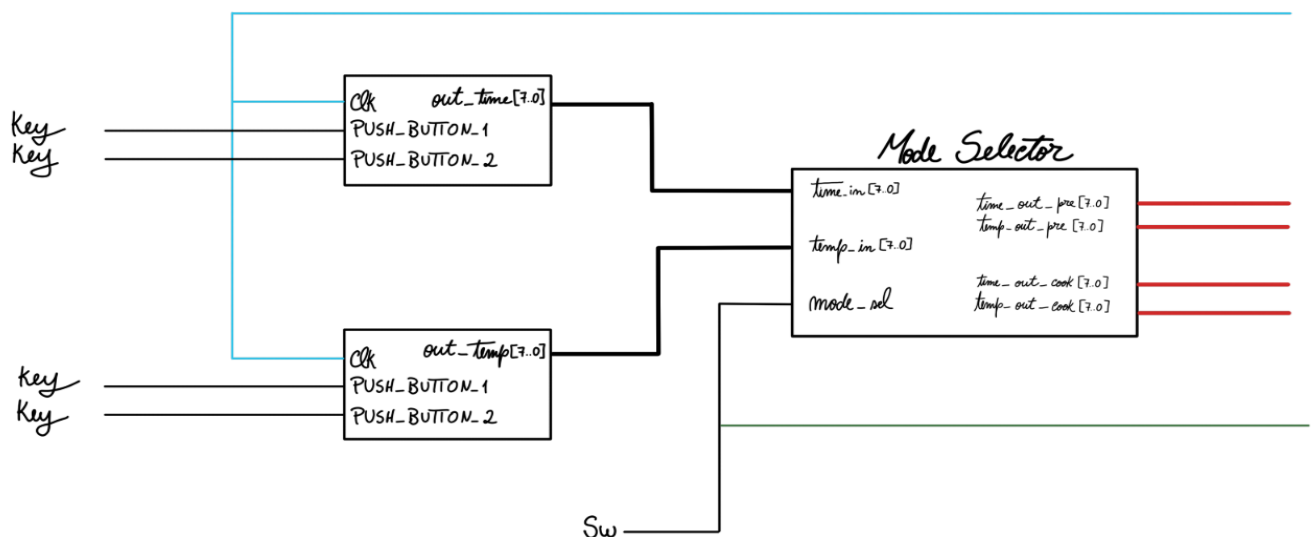 Clk out_time[7..0]
Key PUSH_BUTTON_1
Key PUSH_BUTTON_2
Mode Selector
time_in[7..0]
time_out_pre[7..0]
temp_out_pre[7..0]
temp_in[7..0]
time_out_cook[7..0]
mode_sel
temp_out_cook[7..0]
Clk out_temp[7..0]
Key PUSH_BUTTON_1
Key PUSH_BUTTON_2
Sw